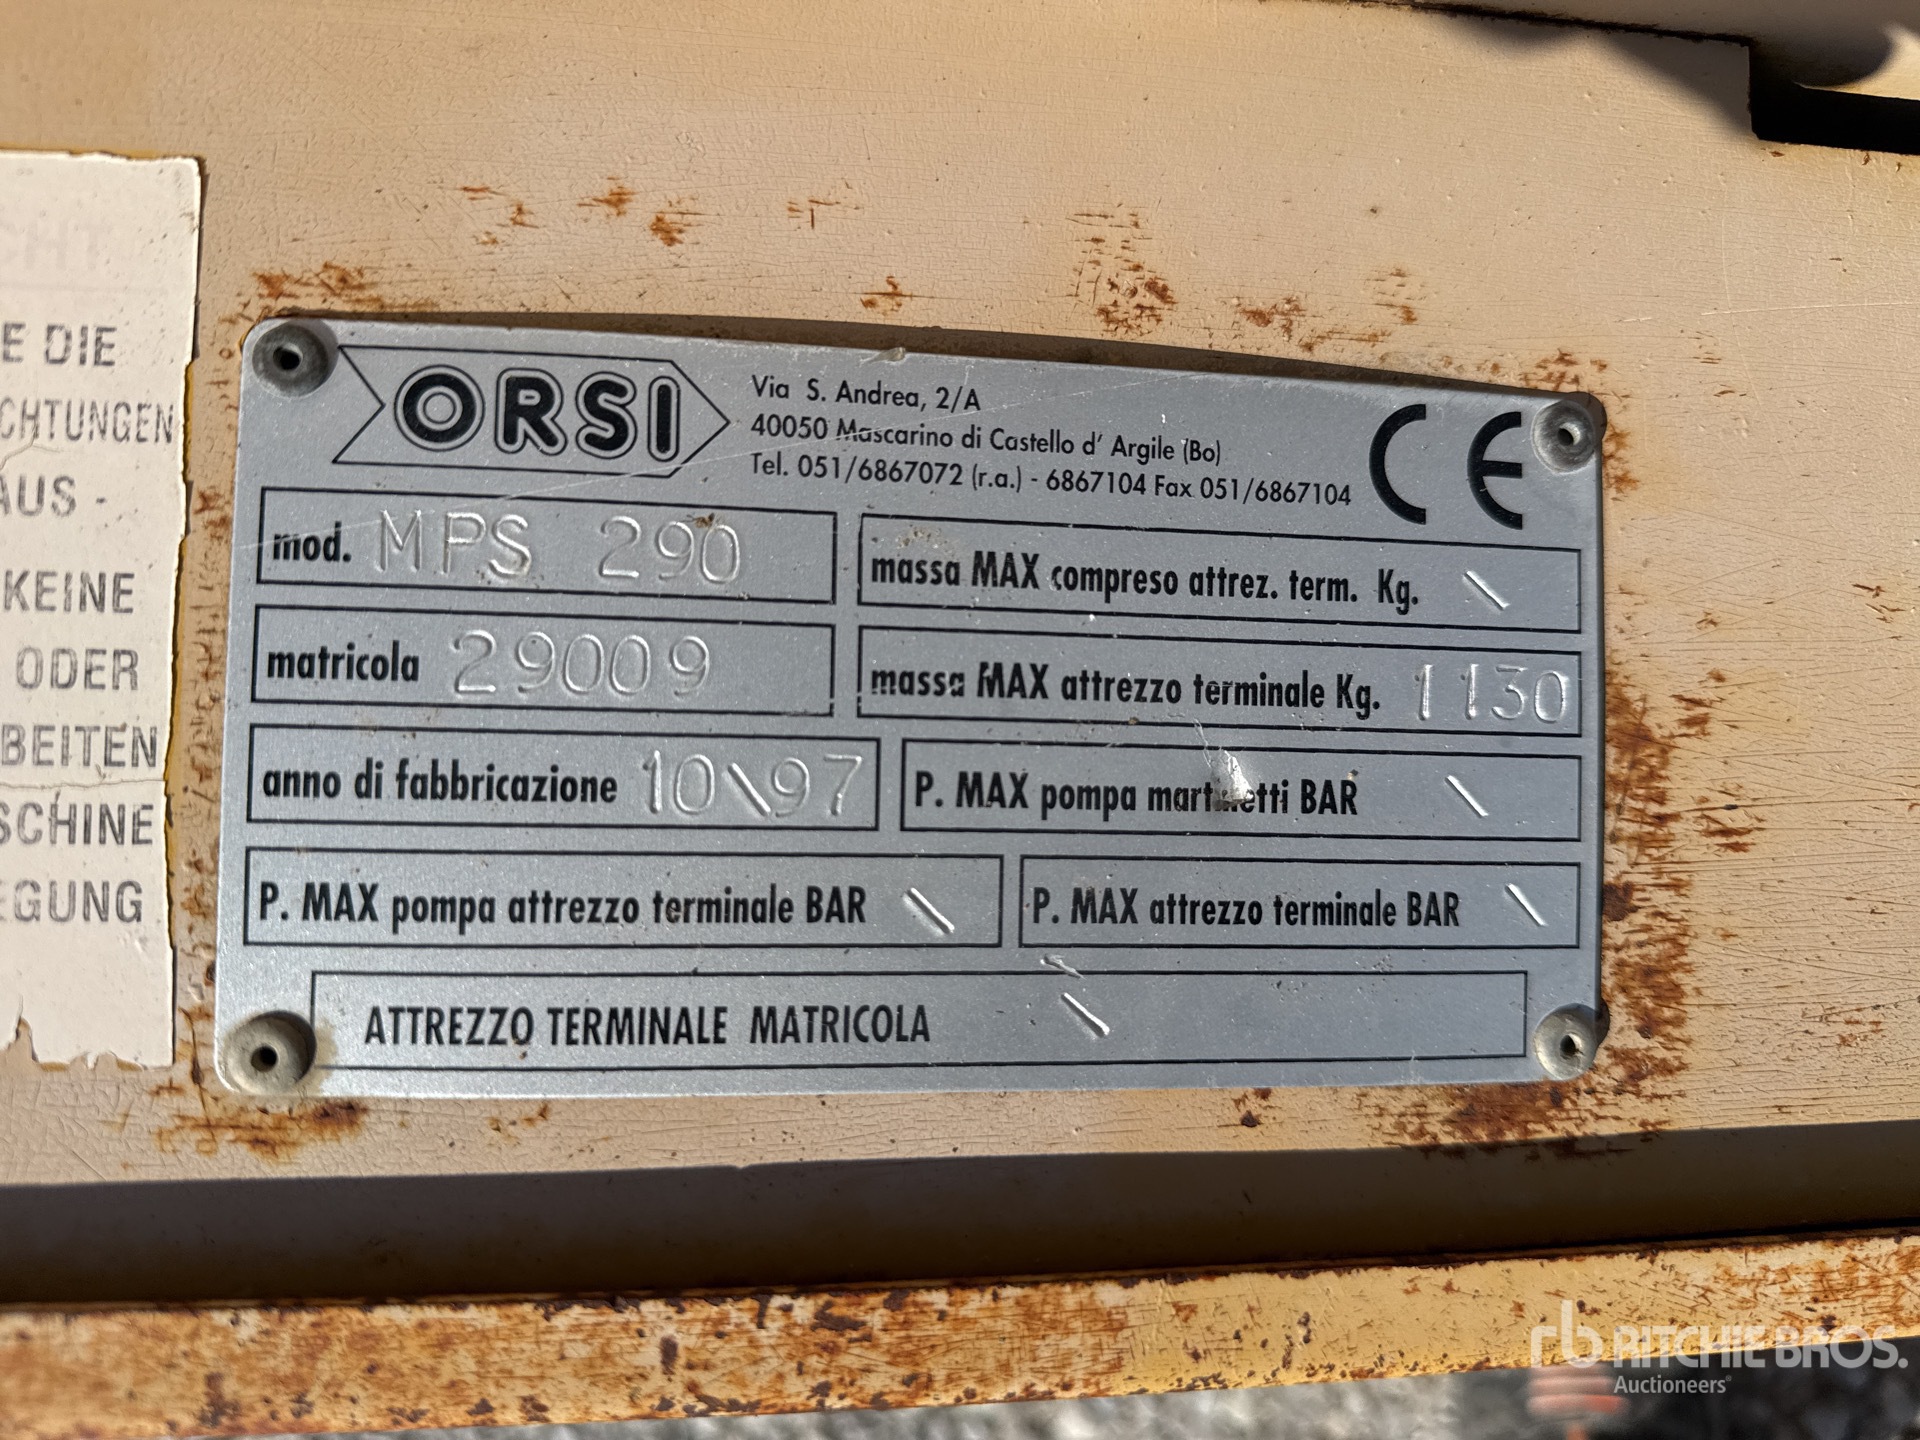 CHT
E DIE
CHTUNGEN
AUS -
KEINE
ODER
BEITEN
SCHINE
EGUNG
ORSI
Via S. Andrea, 2/A
40050 Mascarino di Castello d' Argile (Bo)
Tel. 051/6867072 (r.a.) - 6867104 Fax 051/6867104
CE
mod. MPS 290
massa MAX compreso attrez. term. Kg. \
matricola 29009
massa MAX attrezzo terminale Kg. 1130
anno di fabbricazione 10\97
P. MAX pompa martinetti BAR \
P. MAX pompa attrezzo terminale BAR \
P. MAX attrezzo terminale BAR \
ATTREZZO TERMINALE MATRICOLA \
rb RITCHIE BROS.
Auctioneers